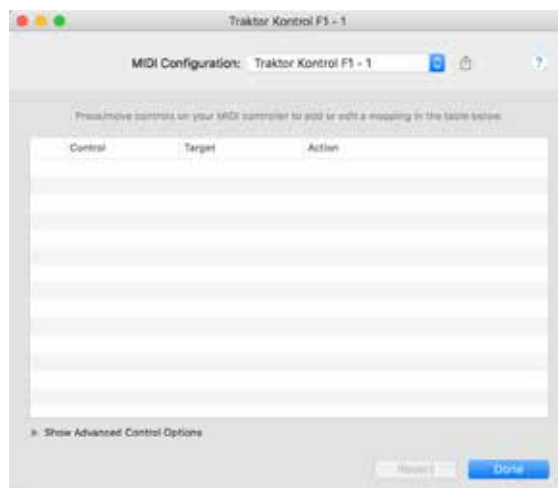 Traktor Kontrol F1 - 1
MIDI Configuration: Traktor Kontrol F1 - 1 ?
Press/move controls on your MIDI controller to add or edit a mapping in the table below.
Control Target Action
Show Advanced Control Options
Revert Done